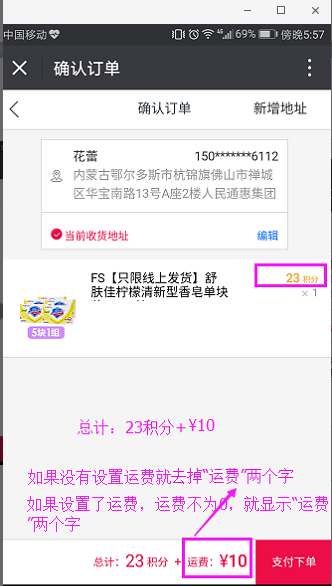 中国移动 4G 69% 傍晚5:57
确认订单
确认订单 新增地址
花蕾 150*******6112
内蒙古鄂尔多斯市杭锦旗佛山市禅城
区华宝南路13号A座2楼人民通惠集团
当前收货地址 编辑
FS【只限线上发货】舒 23 积分
肤佳柠檬清新型香皂单块 × 1
5块1组
总计：23积分+¥10
如果没有设置运费就去掉“运费”两个字
如果设置了运费，运费不为0，就显示“运费
”两个字
总计：23 积分 + 运费：¥10 支付下单